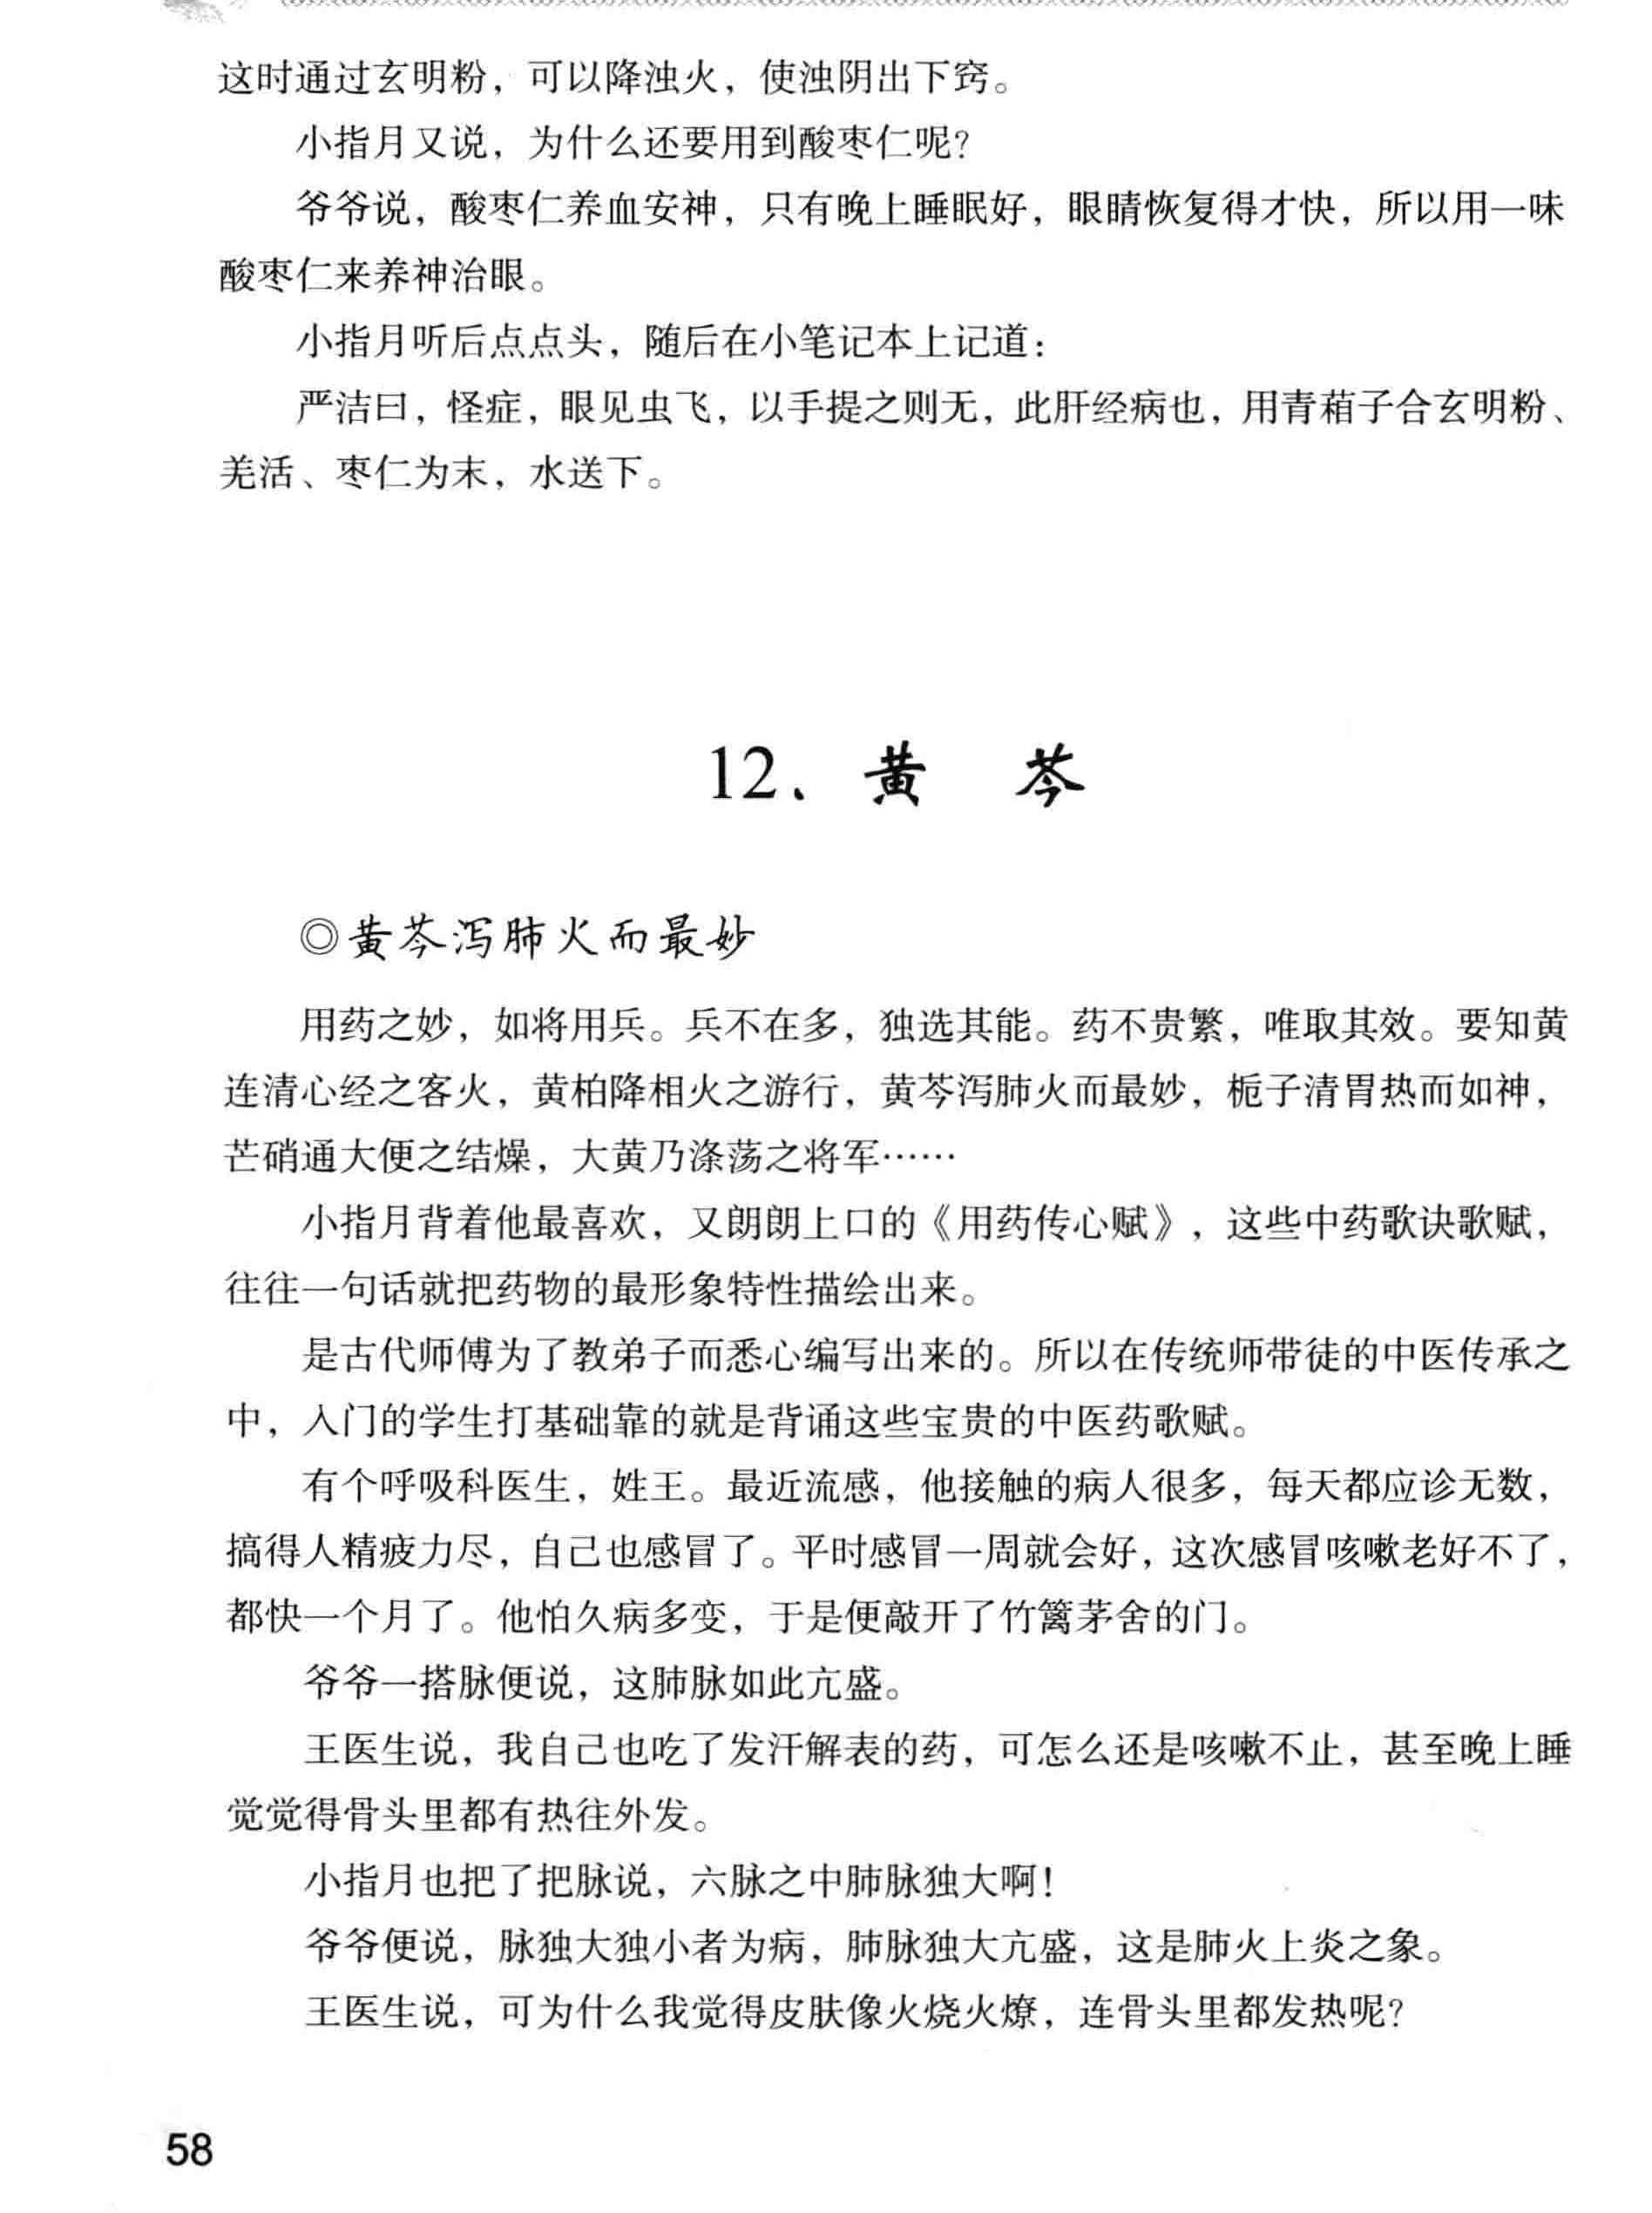 这时通过玄明粉，可以降浊火，使浊阴出下窍。
小指月又说，为什么还要用到酸枣仁呢？
爷爷说，酸枣仁养血安神，只有晚上睡眠好，眼睛恢复得才快，所以用一味
酸枣仁来养神治眼。
小指月听后点点头，随后在小笔记本上记道：
严洁曰，怪症，眼见虫飞，以手提之则无，此肝经病也，用青葙子合玄明粉、
羌活、枣仁为末，水送下。
12、黄 芩
◎黄芩泻肺火而最妙
用药之妙，如将用兵。兵不在多，独选其能。药不贵繁，唯取其效。要知黄
连清心经之客火，黄柏降相火之游行，黄芩泻肺火而最妙，栀子清胃热而如神，
芒硝通大便之结燥，大黄乃涤荡之将军……
小指月背着他最喜欢，又朗朗上口的《用药传心赋》，这些中药歌诀歌赋，
往往一句话就把药物的最形象特性描绘出来。
是古代师傅为了教弟子而悉心编写出来的。所以在传统师带徒的中医传承之
中，入门的学生打基础靠的就是背诵这些宝贵的中医药歌赋。
有个呼吸科医生，姓王。最近流感，他接触的病人很多，每天都应诊无数，
搞得人精疲力尽，自己也感冒了。平时感冒一周就会好，这次感冒咳嗽老好不了，
都快一个月了。他怕久病多变，于是便敲开了竹篱茅舍的门。
爷爷一搭脉便说，这肺脉如此亢盛。
王医生说，我自己也吃了发汗解表的药，可怎么还是咳嗽不止，甚至晚上睡
觉觉得骨头里都有热往外发。
小指月也把了把脉说，六脉之中肺脉独大啊！
爷爷便说，脉独大独小者为病，肺脉独大亢盛，这是肺火上炎之象。
王医生说，可为什么我觉得皮肤像火烧火燎，连骨头里都发热呢？
58